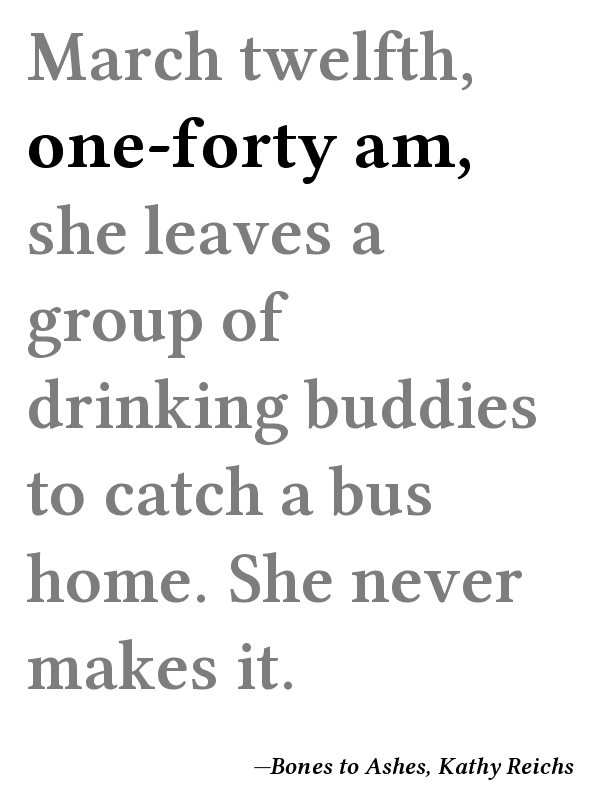 March twelfth,
one-forty am,
she leaves a
group of
drinking buddies
to catch a bus
home. She never
makes it.
—Bones to Ashes, Kathy Reichs